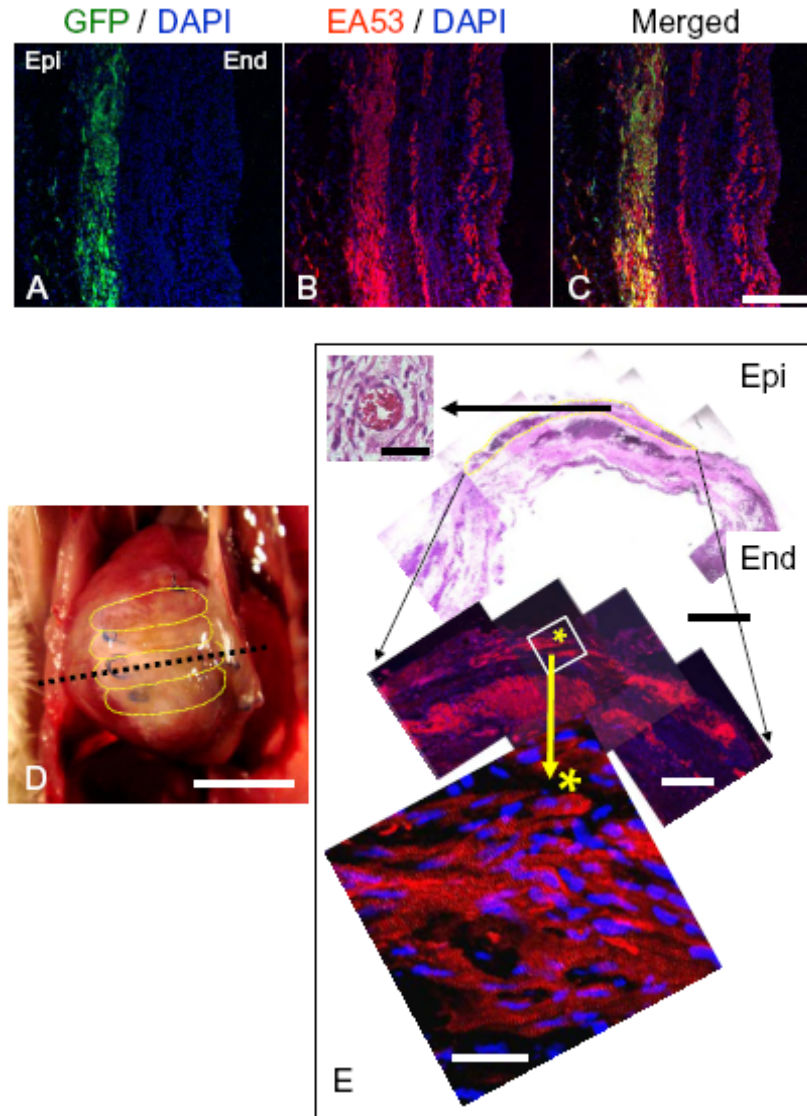 GFP / DAPI
EA53 / DAPI
Merged
Epi
End
A
B
C
Epi
End
D
*
*
E